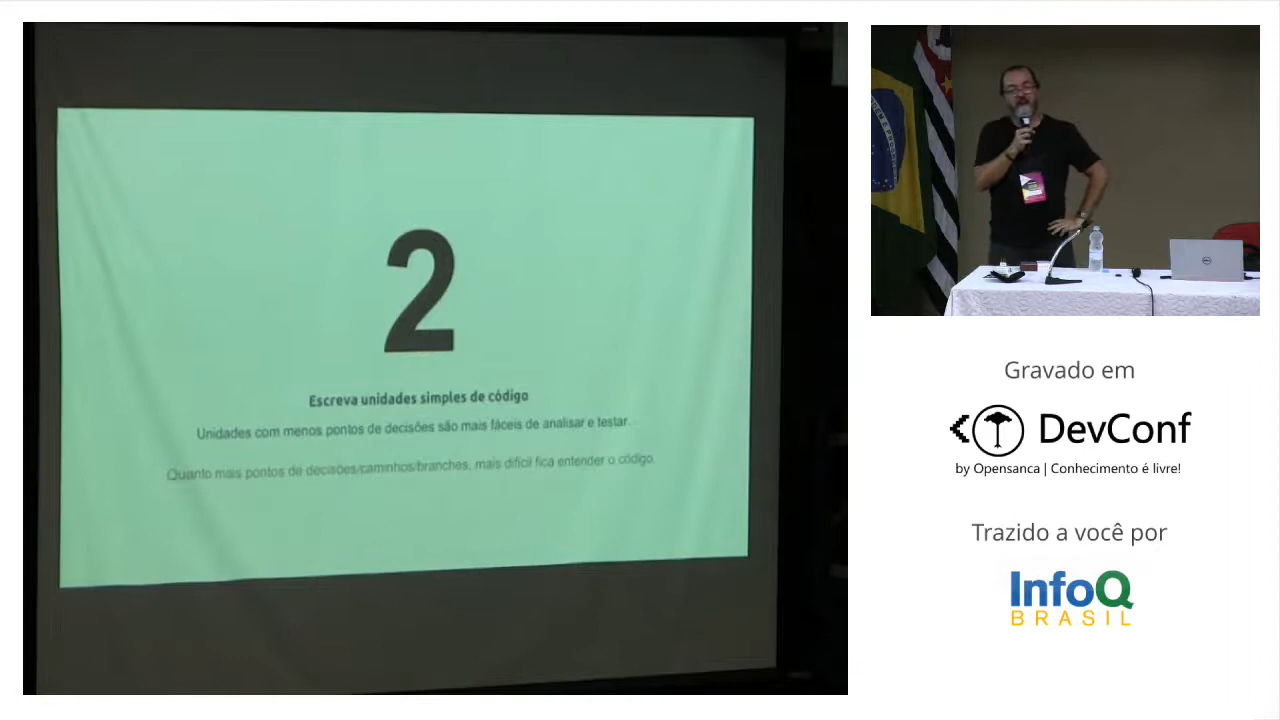 2
Escreva unidades simples de código
Unidades com menos pontos de decisões são mais fáceis de analisar e testar.
Quanto mais pontos de decisões/caminhos/branches, mais difícil fica entender o código.
Gravado em
DevConf
by Opensanca | Conhecimento é livre!
Trazido a você por
InfoQ
BRASIL